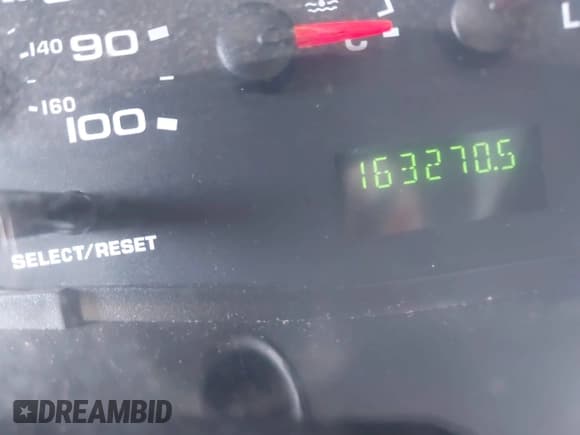 140 90
C
L
160
100
163270.5
SELECT/RESET
DREAMBID